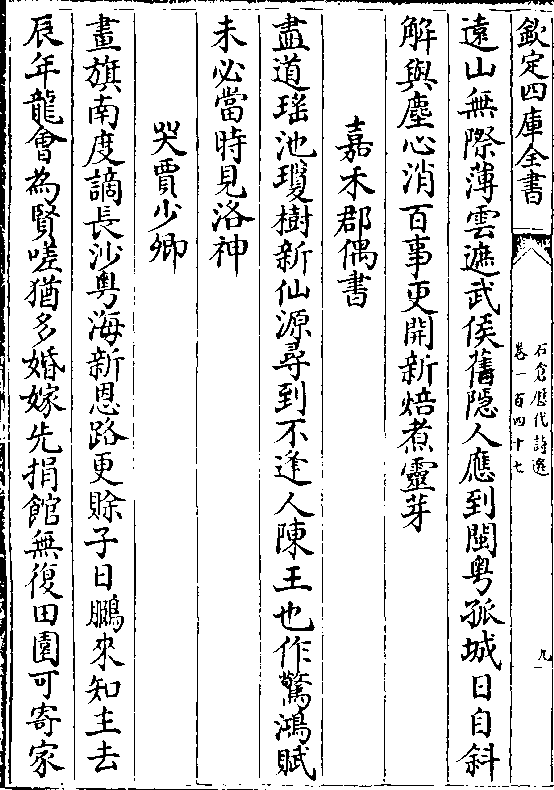 欽定四庫全書
石倉歷代詩選
卷一百四十七
九
遠山無際薄雲遮武侯舊隱人應到閩粤孤城日自斜
解與塵心消百事更開新焙煮靈芽
嘉禾郡偶書
盡道瑶池瓊樹新仙源尋到不逢人陳王也作驚鴻賦
未必當時見洛神
哭賈少卿
畫旗南度謫長沙粤海新恩路更賖子日鵩來知主去
辰年龍會為賢嗟猶多婚嫁先捐館無復田園可寄家